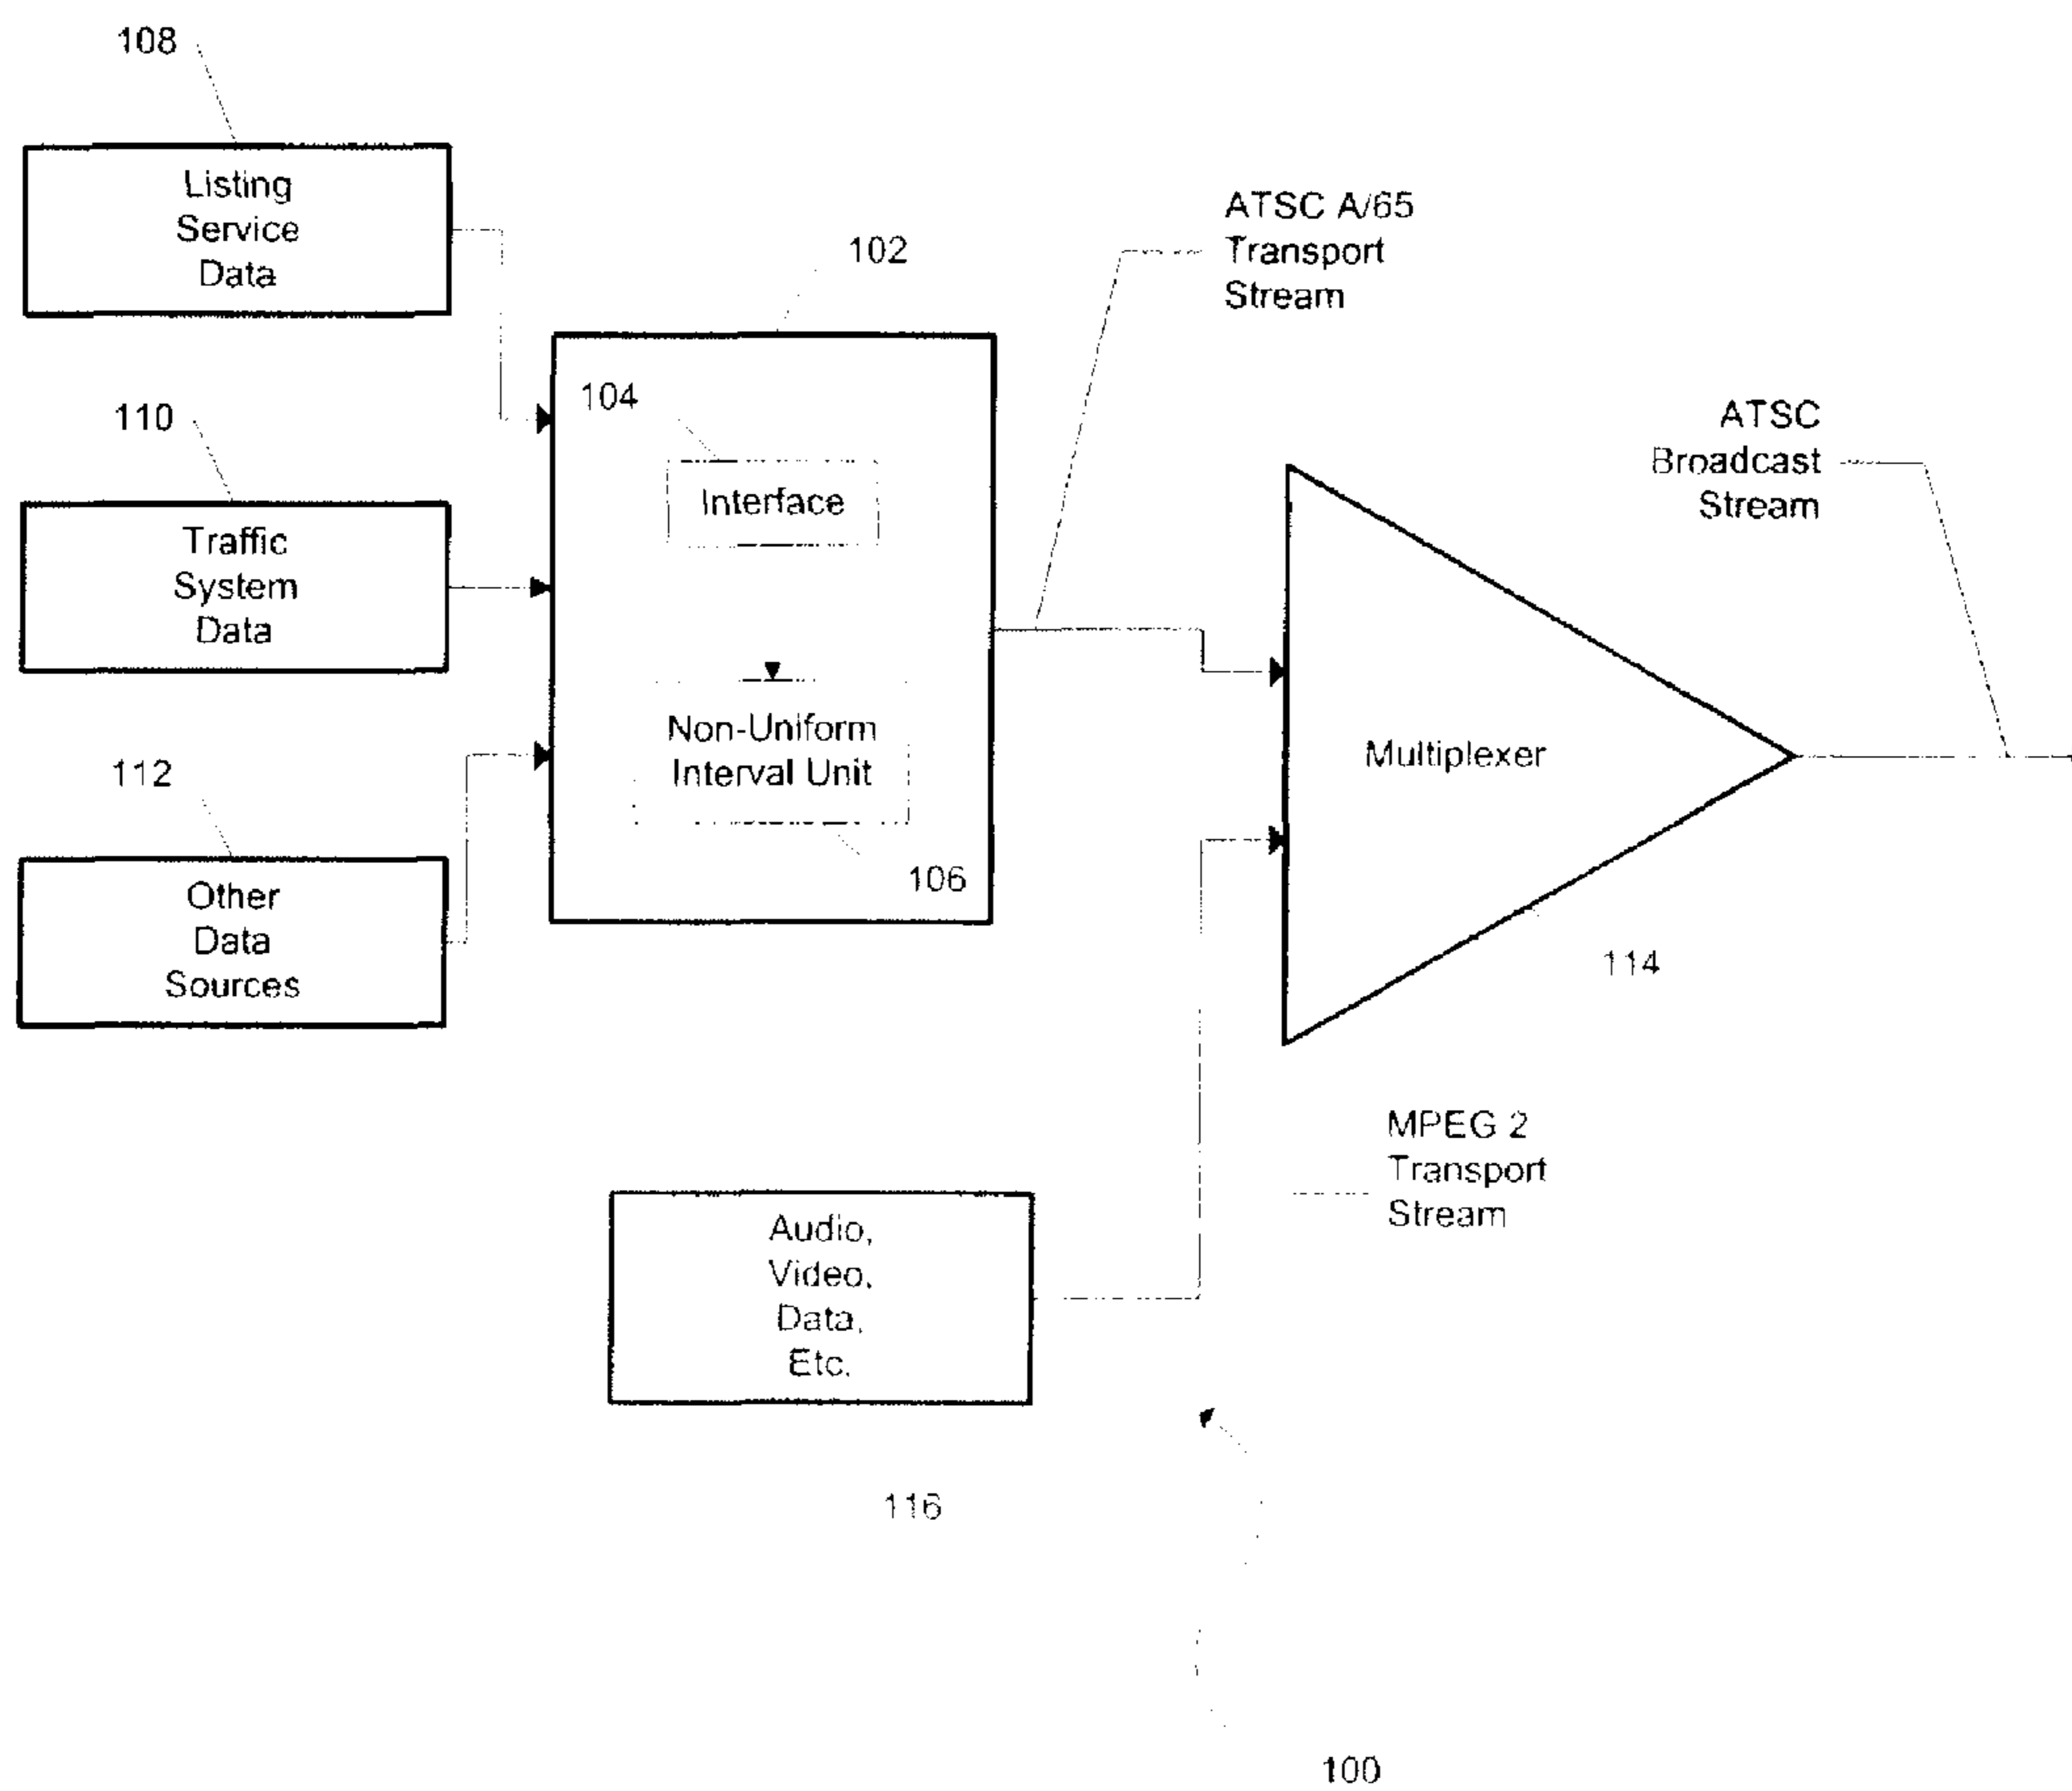 108
Listing
Service
Data
102
ATSC A/65
Transport
Stream
110
Traffic
System
Data
104
Interface
Non-Uniform
Interval Unit
106
ATSC
Broadcast
Stream
112
Other
Data
Sources
Multiplexer
114
MPEG 2
Transport
Stream
Audio,
Video,
Data,
Etc.
116
100